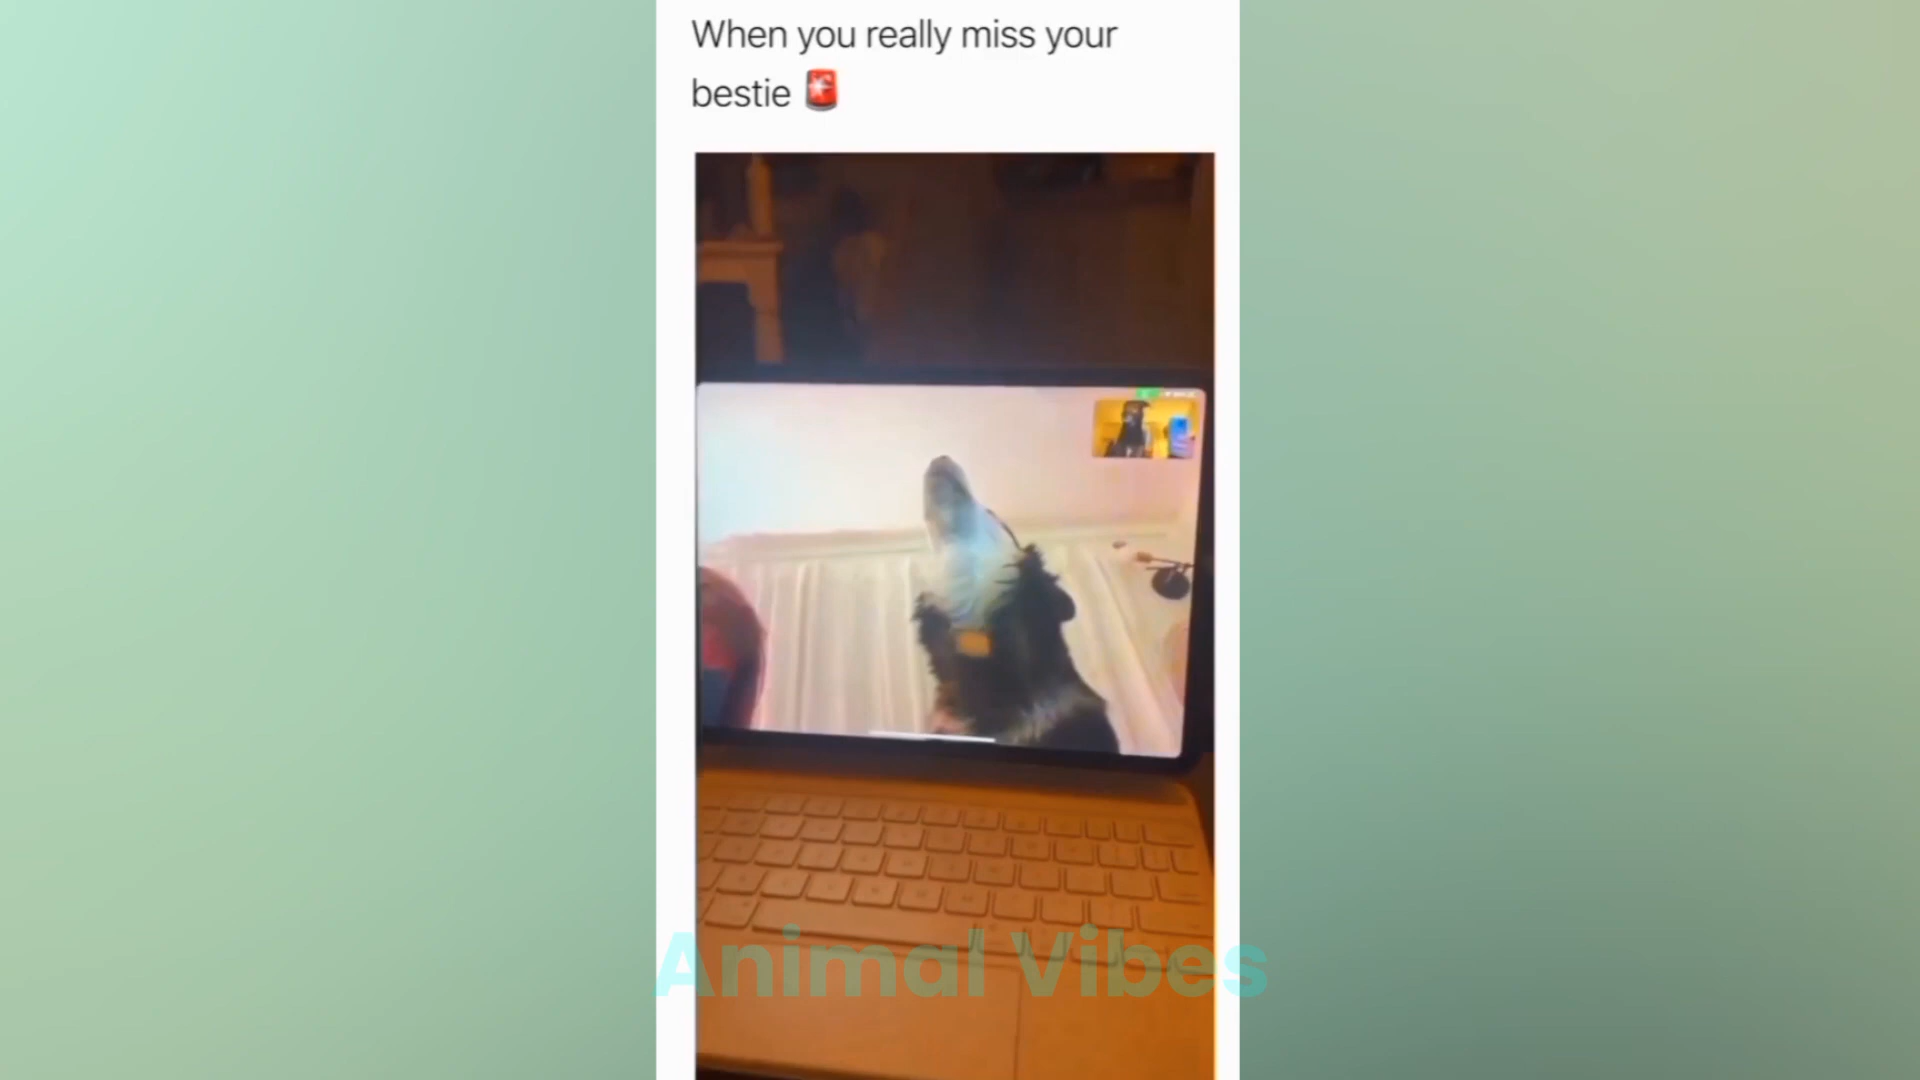 When you really miss your
bestie 🚨
Animal Vibes